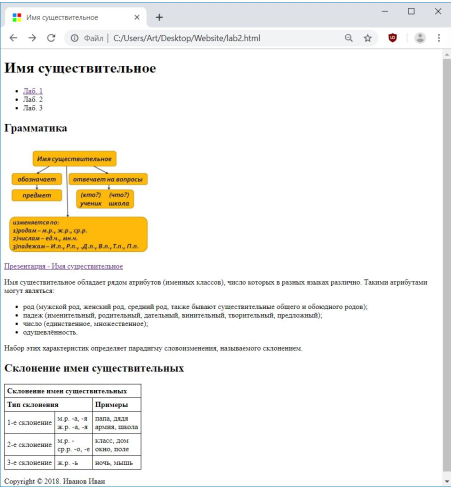 Имя существительное
Файл | C:/Users/Art/Desktop/Website/lab2.html
Имя существительное
Лаб. 1
Лаб. 2
Лаб. 3
Грамматика
Имя существительное
обозначает отвечает на вопросы
предмет (кто?) (что?)
ученик школа
изменяется по:
1)родам – м.р., ж.р., ср.р.
2)числам – ед.ч., мн.ч.
3)падежам – И.п., Р.п., ,Д.п., В.п., Т.п., П.п.
Презентация - Имя существительное
Имя существительное обладает рядом атрибутов (именных классов), число которых в разных языках различно. Такими атрибутами
могут являться:
род (мужской род, женский род, средний род, также бывают существительные общего и обоюдного родов);
падеж (именительный, родительный, дательный, винительный, творительный, предложный);
число (единственное, множественное);
одушевлённость.
Набор этих характеристик определяет парадигму словоизменения, называемого склонением.
Склонение имен существительных
Склонение имен существительных
Тип склонения Примеры
1-е склонение м.р. -а, -я папа, дядя
ж.р. -а, -я армия, школа
2-е склонение м.р. - класс, дом
ср.р. -о, -е окно, поле
3-е склонение ж.р. -ь ночь, мышь
Copyright © 2018. Иванов Иван